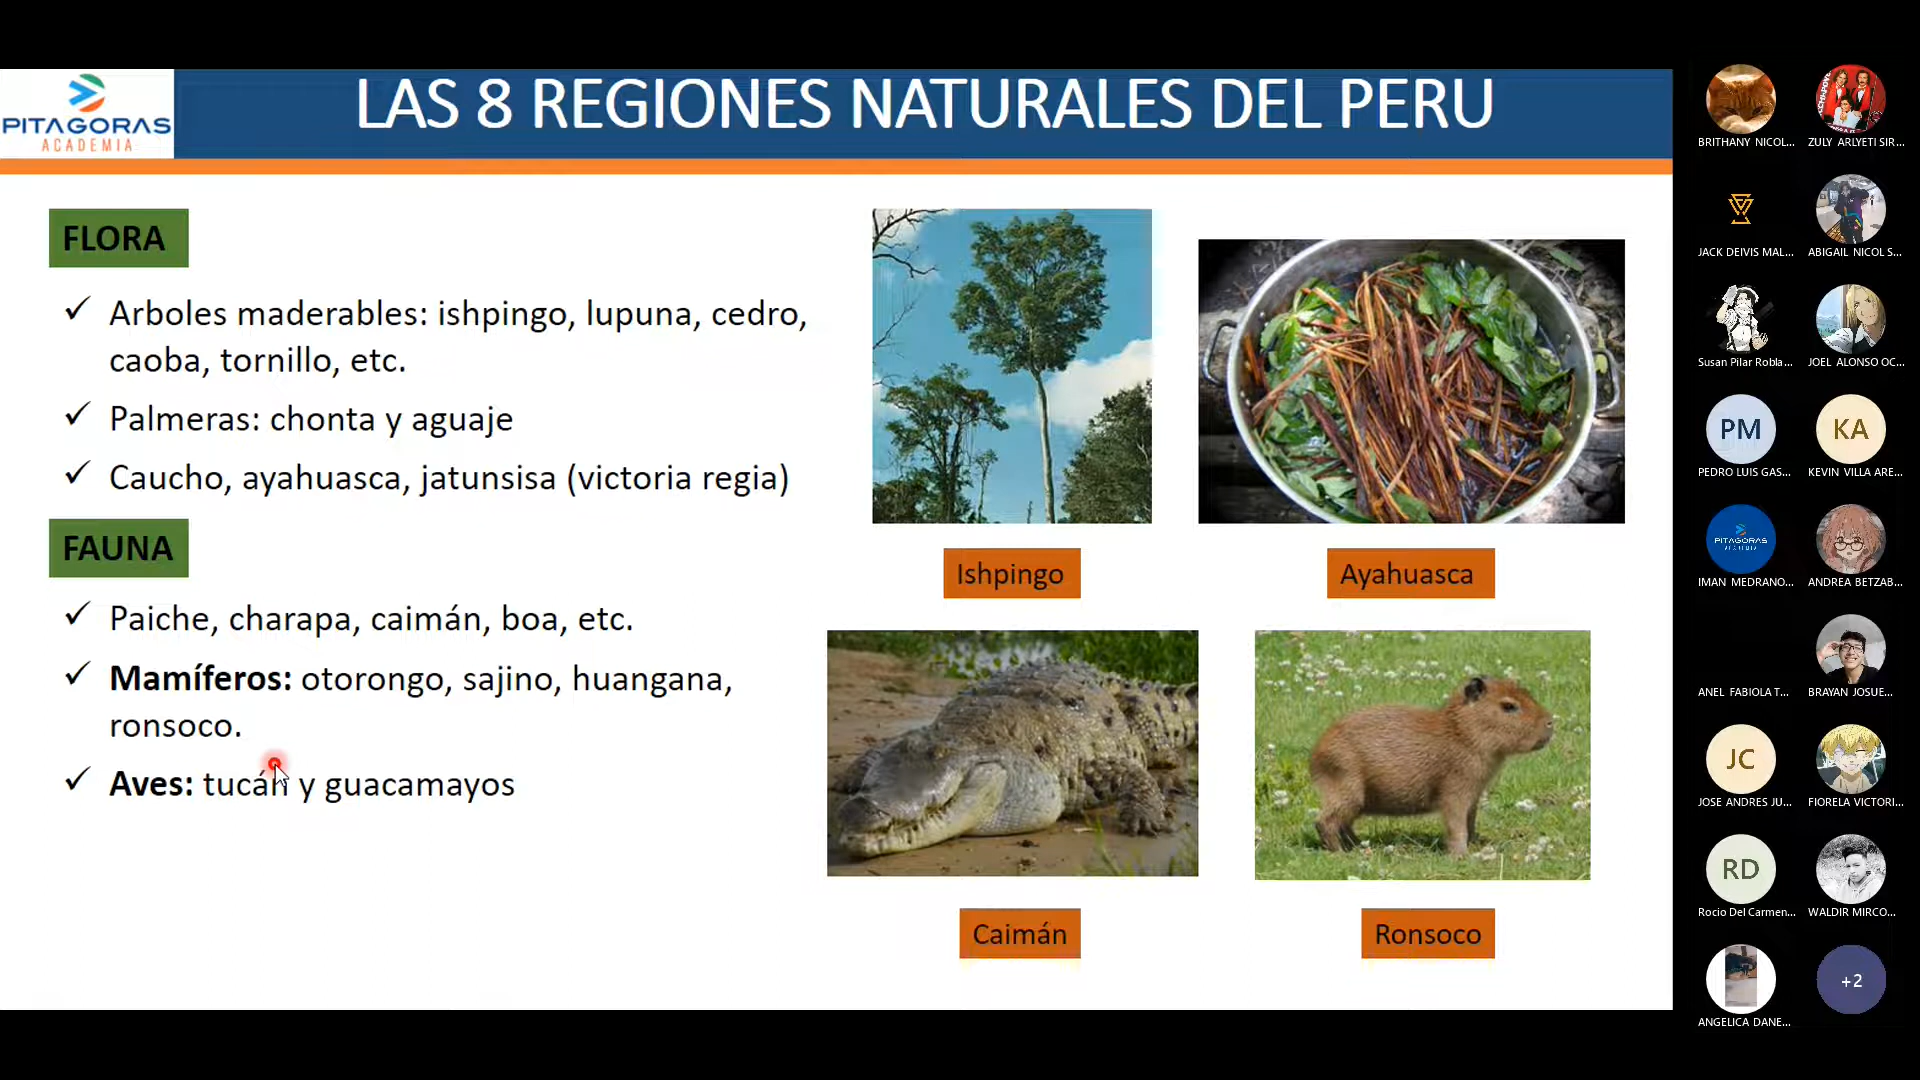 PITAGORAS
ACADEMIA
LAS 8 REGIONES NATURALES DEL PERU
FLORA
✓ Arboles maderables: ishpingo, lupuna, cedro,
caoba, tornillo, etc.
✓ Palmeras: chonta y aguaje
✓ Caucho, ayahuasca, jatunsisa (victoria regia)
FAUNA
✓ Paiche, charapa, caimán, boa, etc.
✓ Mamíferos: otorongo, sajino, huangana,
ronsoco.
✓ Aves: tucán y guacamayos
Ishpingo
Ayahuasca
Caimán
Ronsoco
BRITHANY NICOL...
ZULY ARLYETI SIR...
JACK DEIVIS MAL...
ABIGAIL NICOL S...
Susan Pilar Robla...
JOEL ALONSO OC...
PM
KA
PEDRO LUIS GAS...
KEVIN VILLA ARE...
PITAGORAS
ACADEMIA
IMAN MEDRANO...
ANDREA BETZAB...
ANEL FABIOLA T...
BRAYAN JOSUE...
JC
JOSE ANDRES JU...
FIORELA VICTORI...
RD
Rocio Del Carmen...
WALDIR MIRCO...
+2
ANGELICA DANE...